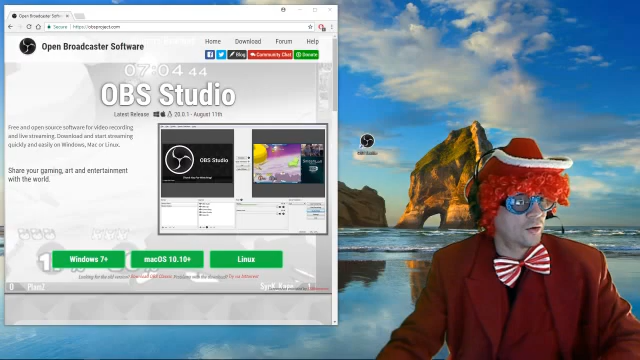 Open Broadcaster Software
Secure https://obsproject.com
Open Broadcaster Software
Home Download Forum Help
Blog Community Chat Donate
07:04 44
OBS Studio
Latest Release 20.0.1 - August 11th
Free and open source software for video recording
and live streaming. Download and start streaming
quickly and easily on Windows, Mac or Linux.
Share your gaming, art and entertainment
with the world.
OBS Studio
Windows 7+ macOS 10.10+ Linux
OBS Studio